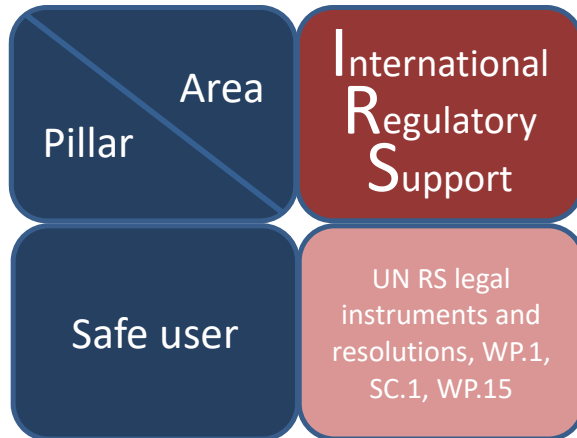 Area
Pillar
International
Regulatory
Support
Safe user
UN RS legal
instruments and
resolutions, WP.1,
SC.1, WP.15